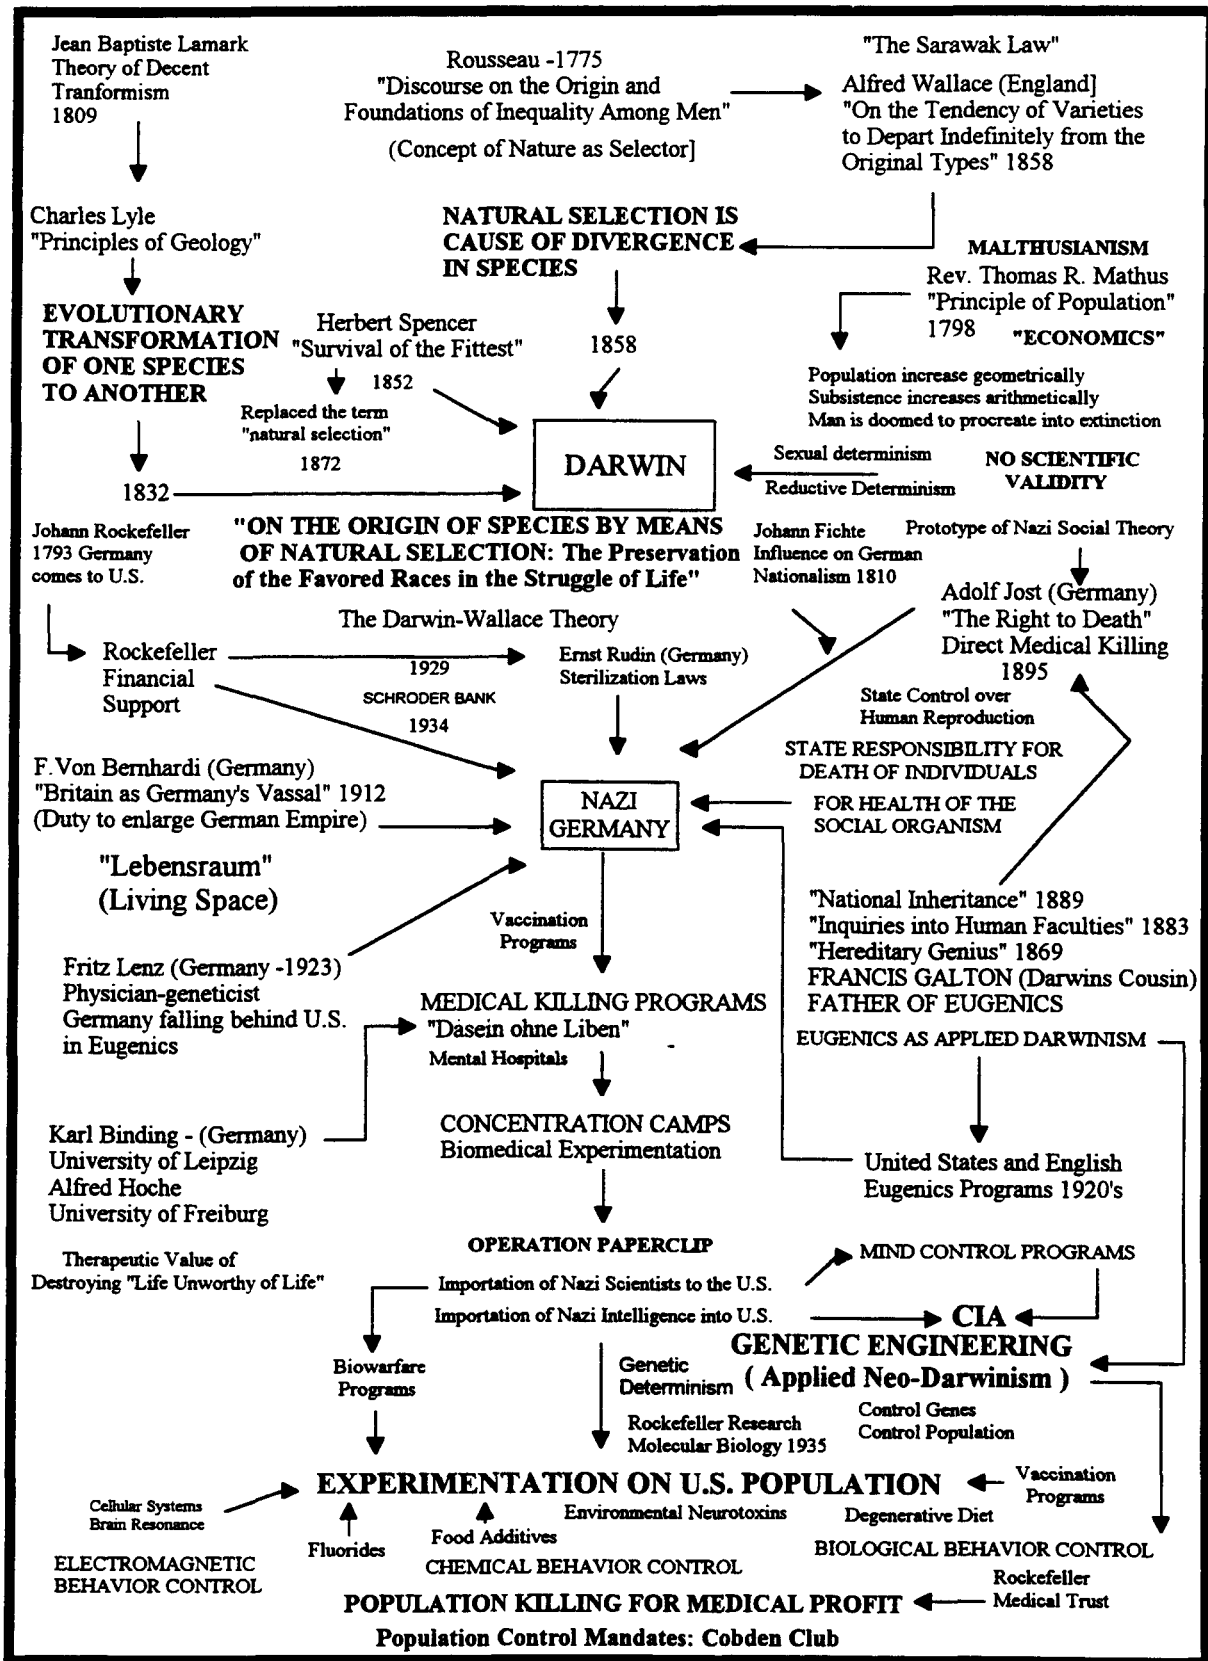 Jean Baptiste Lamark
Theory of Decent
Tranformism
1809
Rousseau -1775
"Discourse on the Origin and
Foundations of Inequality Among Men"
(Concept of Nature as Selector]
"The Sarawak Law"
Alfred Wallace (England]
"On the Tendency of Varieties
to Depart Indefinitely from the
Original Types" 1858
Charles Lyle
"Principles of Geology"
NATURAL SELECTION IS
CAUSE OF DIVERGENCE
IN SPECIES
MALTHUSIANISM
Rev. Thomas R. Mathus
"Principle of Population"
1798
"ECONOMICS"
EVOLUTIONARY
TRANSFORMATION
OF ONE SPECIES
TO ANOTHER
Herbert Spencer
"Survival of the Fittest"
1852
1858
Replaced the term
"natural selection"
1872
Population increase geometrically
Subsistence increases arithmetically
Man is doomed to procreate into extinction
DARWIN
Sexual determinism
Reductive Determinism
NO SCIENTIFIC
VALIDITY
1832
Johann Rockefeller
1793 Germany
comes to U.S.
"ON THE ORIGIN OF SPECIES BY MEANS
OF NATURAL SELECTION: The Preservation
of the Favored Races in the Struggle of Life"
Johann Fichte
Influence on German
Nationalism 1810
Prototype of Nazi Social Theory
Adolf Jost (Germany)
"The Right to Death"
Direct Medical Killing
1895
The Darwin-Wallace Theory
Rockefeller
Financial
Support
1929
SCHRODER BANK
1934
Ernst Rudin (Germany)
Sterilization Laws
State Control over
Human Reproduction
STATE RESPONSIBILITY FOR
DEATH OF INDIVIDUALS
FOR HEALTH OF THE
SOCIAL ORGANISM
F.Von Bernhardi (Germany)
"Britain as Germany's Vassal" 1912
(Duty to enlarge German Empire)
NAZI
GERMANY
"Lebensraum"
(Living Space)
Vaccination
Programs
"National Inheritance" 1889
"Inquiries into Human Faculties" 1883
"Hereditary Genius" 1869
FRANCIS GALTON (Darwins Cousin)
FATHER OF EUGENICS
EUGENICS AS APPLIED DARWINISM
Fritz Lenz (Germany -1923)
Physician-geneticist
Germany falling behind U.S.
in Eugenics
MEDICAL KILLING PROGRAMS
"Dasein ohne Liben"
Mental Hospitals
Karl Binding - (Germany)
University of Leipzig
Alfred Hoche
University of Freiburg
CONCENTRATION CAMPS
Biomedical Experimentation
United States and English
Eugenics Programs 1920's
Therapeutic Value of
Destroying "Life Unworthy of Life"
OPERATION PAPERCLIP
Importation of Nazi Scientists to the U.S.
Importation of Nazi Intelligence into U.S.
MIND CONTROL PROGRAMS
CIA
GENETIC ENGINEERING
( Applied Neo-Darwinism )
Biowarfare
Programs
Genetic
Determinism
Control Genes
Control Population
Rockefeller Research
Molecular Biology 1935
EXPERIMENTATION ON U.S. POPULATION
Vaccination
Programs
Cellular Systems
Brain Resonance
Environmental Neurotoxins
Degenerative Diet
Fluorides
Food Additives
ELECTROMAGNETIC
BEHAVIOR CONTROL
CHEMICAL BEHAVIOR CONTROL
BIOLOGICAL BEHAVIOR CONTROL
Rockefeller
Medical Trust
POPULATION KILLING FOR MEDICAL PROFIT
Population Control Mandates: Cobden Club